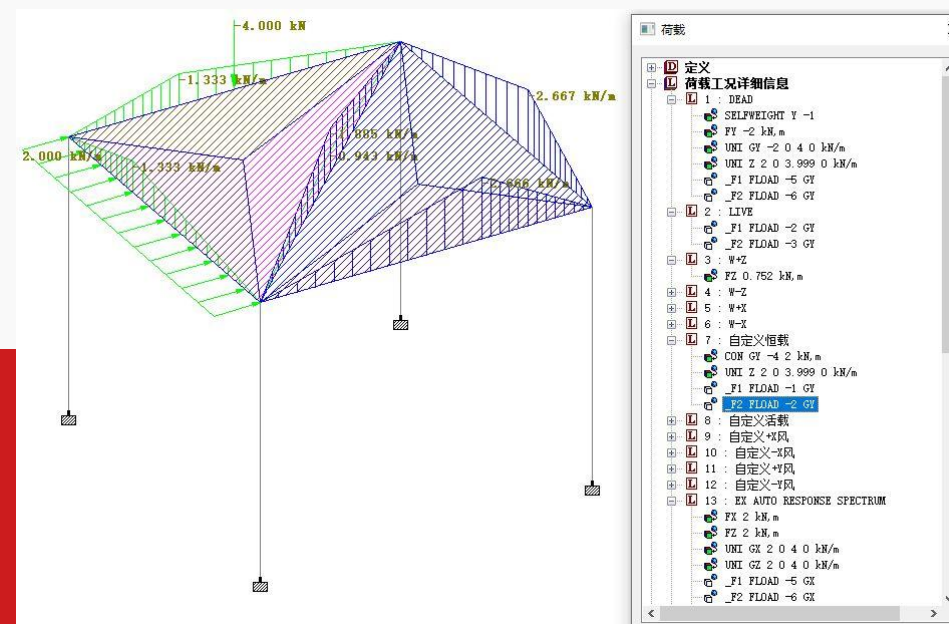 -4.000 kN
-1.333 kN/m
-2.667 kN/m
1.885 kN/m
2.000 kN/m
-1.333 kN/m
-0.943 kN/m
-2.666 kN/m
荷载
定义
荷载工况详细信息
1 : DEAD
SELFWEIGHT Y -1
FY -2 kN,m
UNI GY -2 0 4 0 kN/m
UNI Z 2 0 3.999 0 kN/m
_F1 FLOAD -5 GY
_F2 FLOAD -6 GY
2 : LIVE
_F1 FLOAD -2 GY
_F2 FLOAD -3 GY
3 : W+Z
FZ 0.752 kN,m
4 : W-Z
5 : W+X
6 : W-X
7 : 自定义恒载
CON GY -4 2 kN,m
UNI Z 2 0 3.999 0 kN/m
_F1 FLOAD -1 GY
_F2 FLOAD -2 GY
8 : 自定义活载
9 : 自定义+X风
10 : 自定义-X风
11 : 自定义+Y风
12 : 自定义-Y风
13 : EX AUTO RESPONSE SPECTRUM
FX 2 kN,m
FZ 2 kN,m
UNI GX 2 0 4 0 kN/m
UNI GZ 2 0 4 0 kN/m
_F1 FLOAD -5 GX
_F2 FLOAD -6 GX